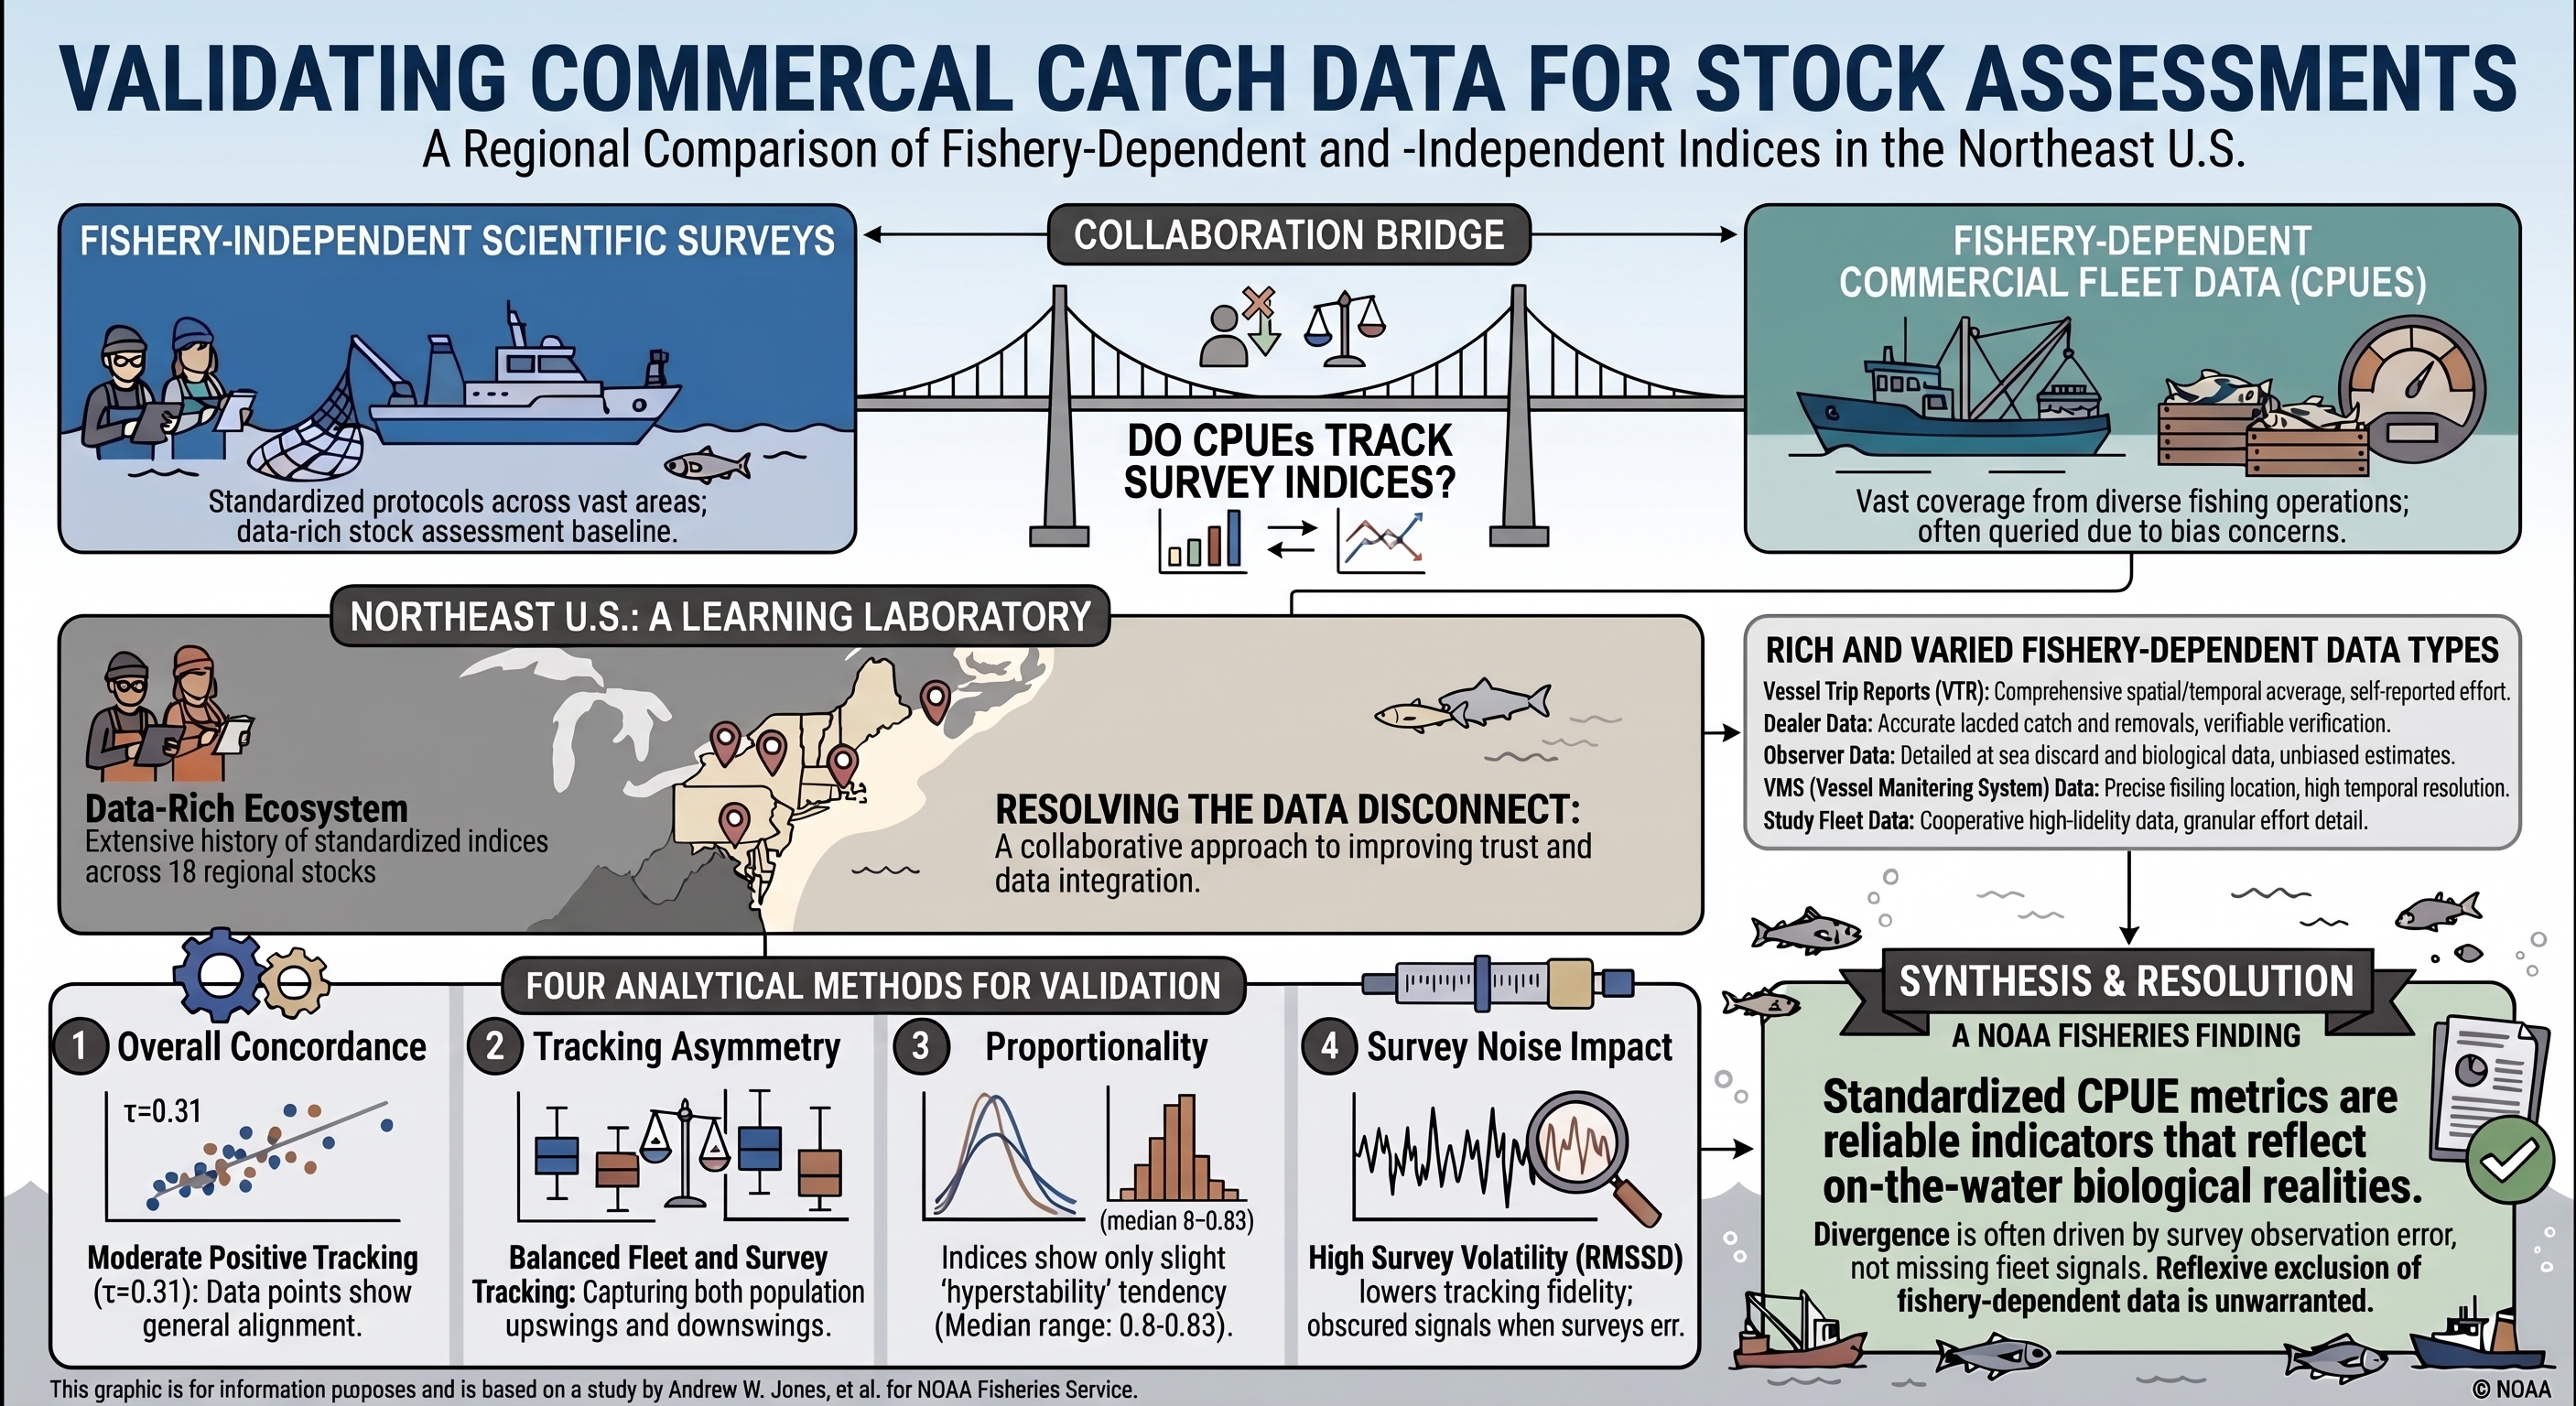 VALIDATING COMMERCAL CATCH DATA FOR STOCK ASSESSMENTS
A Regional Comparison of Fishery-Dependent and -Independent Indices in the Northeast U.S.
FISHERY-INDEPENDENT SCIENTIFIC SURVEYS
Standardized protocols across vast areas;
data-rich stock assessment baseline.
COLLABORATION BRIDGE
DO CPUEs TRACK
SURVEY INDICES?
FISHERY-DEPENDENT
COMMERCIAL FLEET DATA (CPUES)
Vast coverage from diverse fishing operations;
often queried due to bias concerns.
NORTHEAST U.S.: A LEARNING LABORATORY
Data-Rich Ecosystem
Extensive history of standardized indices
across 18 regional stocks
RESOLVING THE DATA DISCONNECT:
A collaborative approach to improving trust and
data integration.
RICH AND VARIED FISHERY-DEPENDENT DATA TYPES
Vessel Trip Reports (VTR): Comprehensive spatial/temporal acverage, self-reported effort.
Dealer Data: Accurate lacded catch and removals, verifiable verification.
Observer Data: Detailed at sea discard and biological data, unbiased estimates.
VMS (Vessel Manitering System) Data: Precise fisiling location, high temporal resolution.
Study Fleet Data: Cooperative high-lidelity data, granular effort detail.
FOUR ANALYTICAL METHODS FOR VALIDATION
1 Overall Concordance
τ=0.31
Moderate Positive Tracking
(τ=0.31): Data points show
general alignment.
2 Tracking Asymmetry
Balanced Fleet and Survey
Tracking: Capturing both population
upswings and downswings.
3 Proportionality
(median 8–0.83)
Indices show only slight
‘hyperstability’ tendency
(Median range: 0.8-0.83).
4 Survey Noise Impact
High Survey Volatility (RMSSD)
lowers tracking fidelity;
obscured signals when surveys err.
SYNTHESIS & RESOLUTION
A NOAA FISHERIES FINDING
Standardized CPUE metrics are
reliable indicators that reflect
on-the-water biological realities.
Divergence is often driven by survey observation error,
not missing fleet signals. Reflexive exclusion of
fishery-dependent data is unwarranted.
This graphic is for information puoposes and is based on a study by Andrew W. Jones, et al. for NOAA Fisheries Service.
© NOAA